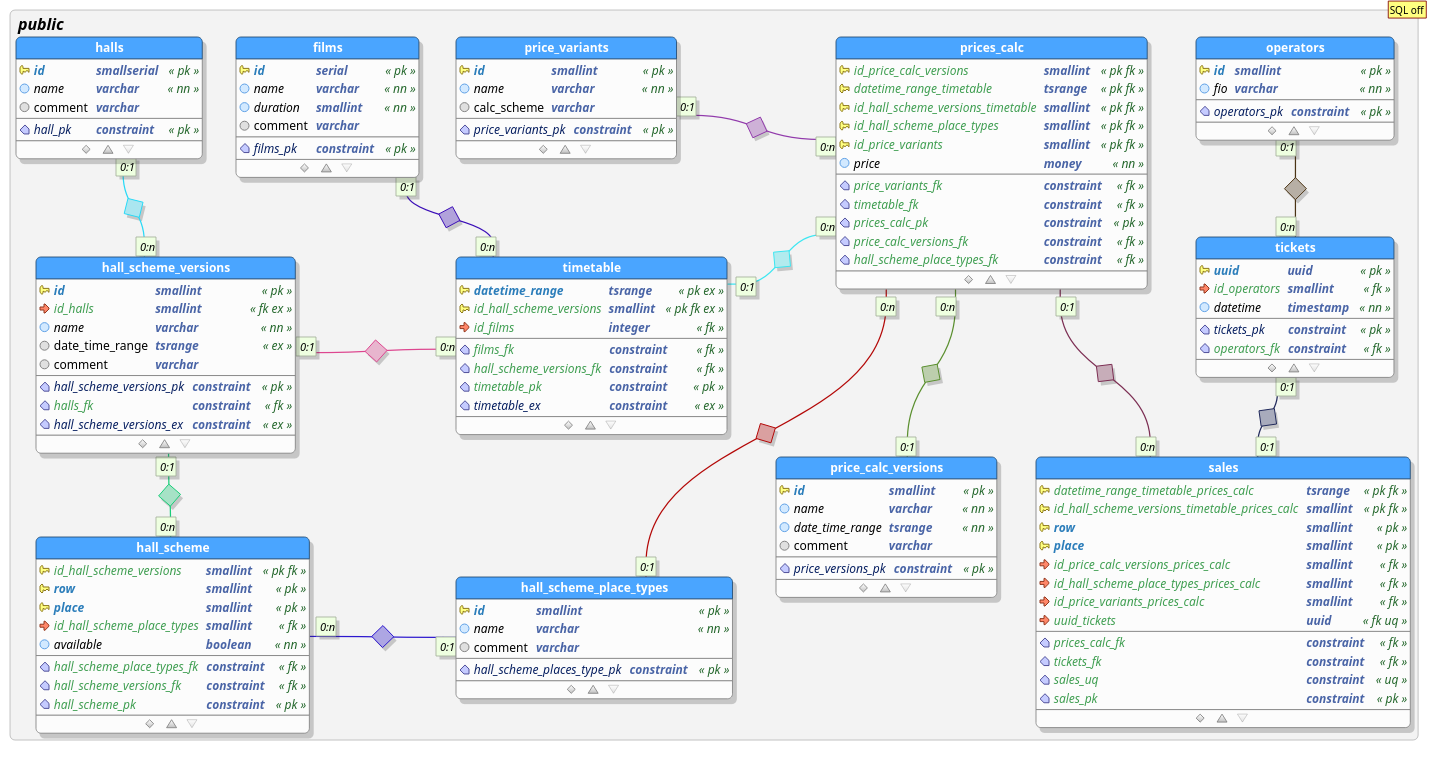 SQL off
public
halls
id smallserial « pk »
name varchar « nn »
comment varchar
hall_pk constraint « pk »
films
id serial « pk »
name varchar « nn »
duration smallint « nn »
comment varchar
films_pk constraint « pk »
price_variants
id smallint « pk »
name varchar « nn »
calc_scheme varchar
price_variants_pk constraint « pk »
prices_calc
id_price_calc_versions smallint « pk fk »
datetime_range_timetable tsrange « pk fk »
id_hall_scheme_versions_timetable smallint « pk fk »
id_hall_scheme_place_types smallint « pk fk »
id_price_variants smallint « pk fk »
price money « nn »
price_variants_fk constraint « fk »
timetable_fk constraint « fk »
prices_calc_pk constraint « pk »
price_calc_versions_fk constraint « fk »
hall_scheme_place_types_fk constraint « fk »
operators
id smallint « pk »
fio varchar « nn »
operators_pk constraint « pk »
0:1
0:n
0:1
0:n
0:1
0:n
0:1
0:n
0:1
0:n
hall_scheme_versions
id smallint « pk »
id_halls smallint « fk ex »
name varchar « nn »
date_time_range tsrange « ex »
comment varchar
hall_scheme_versions_pk constraint « pk »
halls_fk constraint « fk »
hall_scheme_versions_ex constraint « ex »
0:1
0:n
timetable
datetime_range tsrange « pk ex »
id_hall_scheme_versions smallint « pk fk ex »
id_films integer « fk »
films_fk constraint « fk »
hall_scheme_versions_fk constraint « fk »
timetable_pk constraint « pk »
timetable_ex constraint « ex »
tickets
uuid uuid « pk »
id_operators smallint « fk »
datetime timestamp « nn »
tickets_pk constraint « pk »
operators_fk constraint « fk »
0:n
0:n
0:1
0:1
0:1
0:n
0:1
0:1
0:n
0:1
0:n
hall_scheme
id_hall_scheme_versions smallint « pk fk »
row smallint « pk »
place smallint « pk »
id_hall_scheme_place_types smallint « fk »
available boolean « nn »
hall_scheme_place_types_fk constraint « fk »
hall_scheme_versions_fk constraint « fk »
hall_scheme_pk constraint « pk »
0:n
0:1
hall_scheme_place_types
id smallint « pk »
name varchar « nn »
comment varchar
hall_scheme_places_type_pk constraint « pk »
price_calc_versions
id smallint « pk »
name varchar « nn »
date_time_range tsrange « nn »
comment varchar
price_versions_pk constraint « pk »
sales
datetime_range_timetable_prices_calc tsrange « pk fk »
id_hall_scheme_versions_timetable_prices_calc smallint « pk fk »
row smallint « pk »
place smallint « pk »
id_price_calc_versions_prices_calc smallint « fk »
id_hall_scheme_place_types_prices_calc smallint « fk »
id_price_variants_prices_calc smallint « fk »
uuid_tickets uuid « fk uq »
prices_calc_fk constraint « fk »
tickets_fk constraint « fk »
sales_uq constraint « uq »
sales_pk constraint « pk »